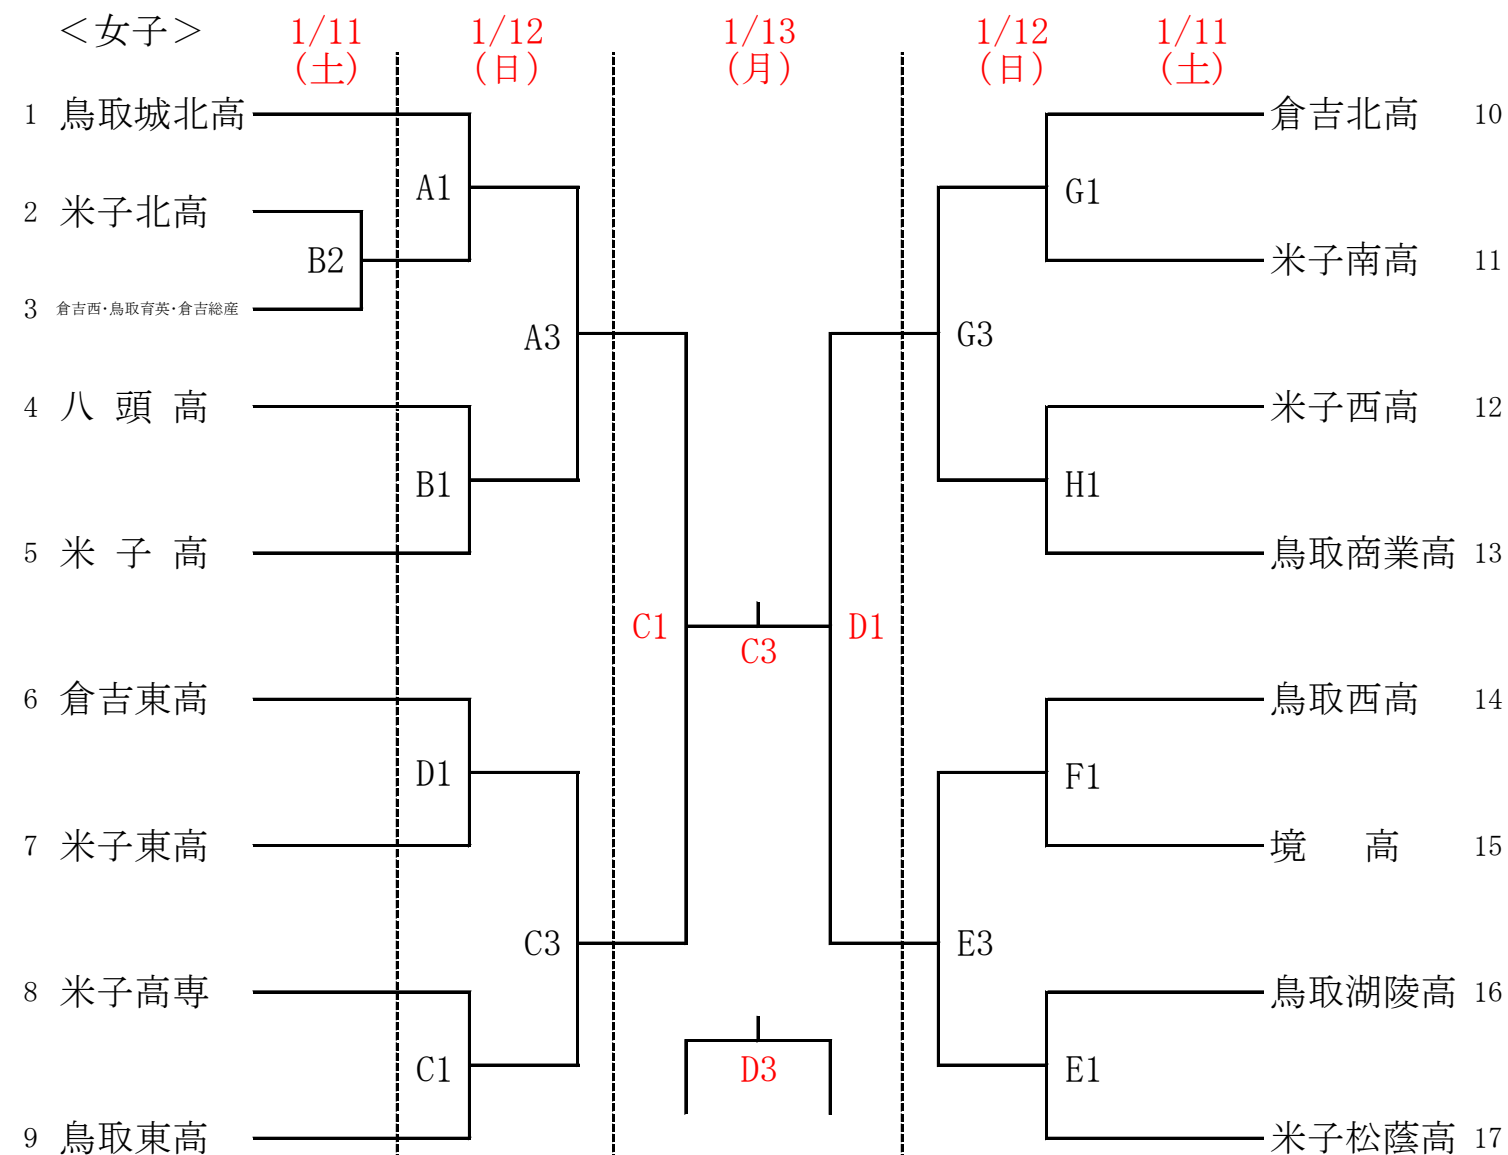 ＜女子＞ 1/11 1/12 1/13 1/12 1/11
(土) (日) (月) (日) (土)
1 鳥取城北高 倉吉北高 10
A1 G1
2 米子北高
B2 米子南高 11
3 倉吉西・鳥取育英・倉吉総産
A3 G3
4 八 頭 高 米子西高 12
B1 H1
5 米 子 高 鳥取商業高 13
C1 D1
C3
6 倉吉東高 鳥取西高 14
D1 F1
7 米子東高 境 高 15
C3 E3
8 米子高専 鳥取湖陵高 16
C1 D3 E1
9 鳥取東高 米子松蔭高 17